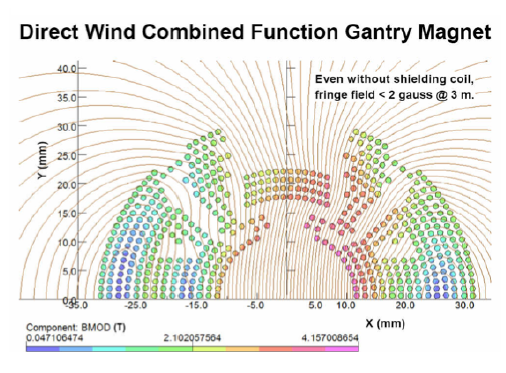 Direct Wind Combined Function Gantry Magnet
Even without shielding coil,
fringe field < 2 gauss @ 3 m.
40.0
35.0
30.0
25.0
20.0
15.0
10.0
5.0
0.0
Y (mm)
-35.0 -25.0 -15.0 -5.0 5.0 10.0 20.0 30.0
X (mm)
Component: BMOD (T)
0.047106474 2.102057564 4.157008654